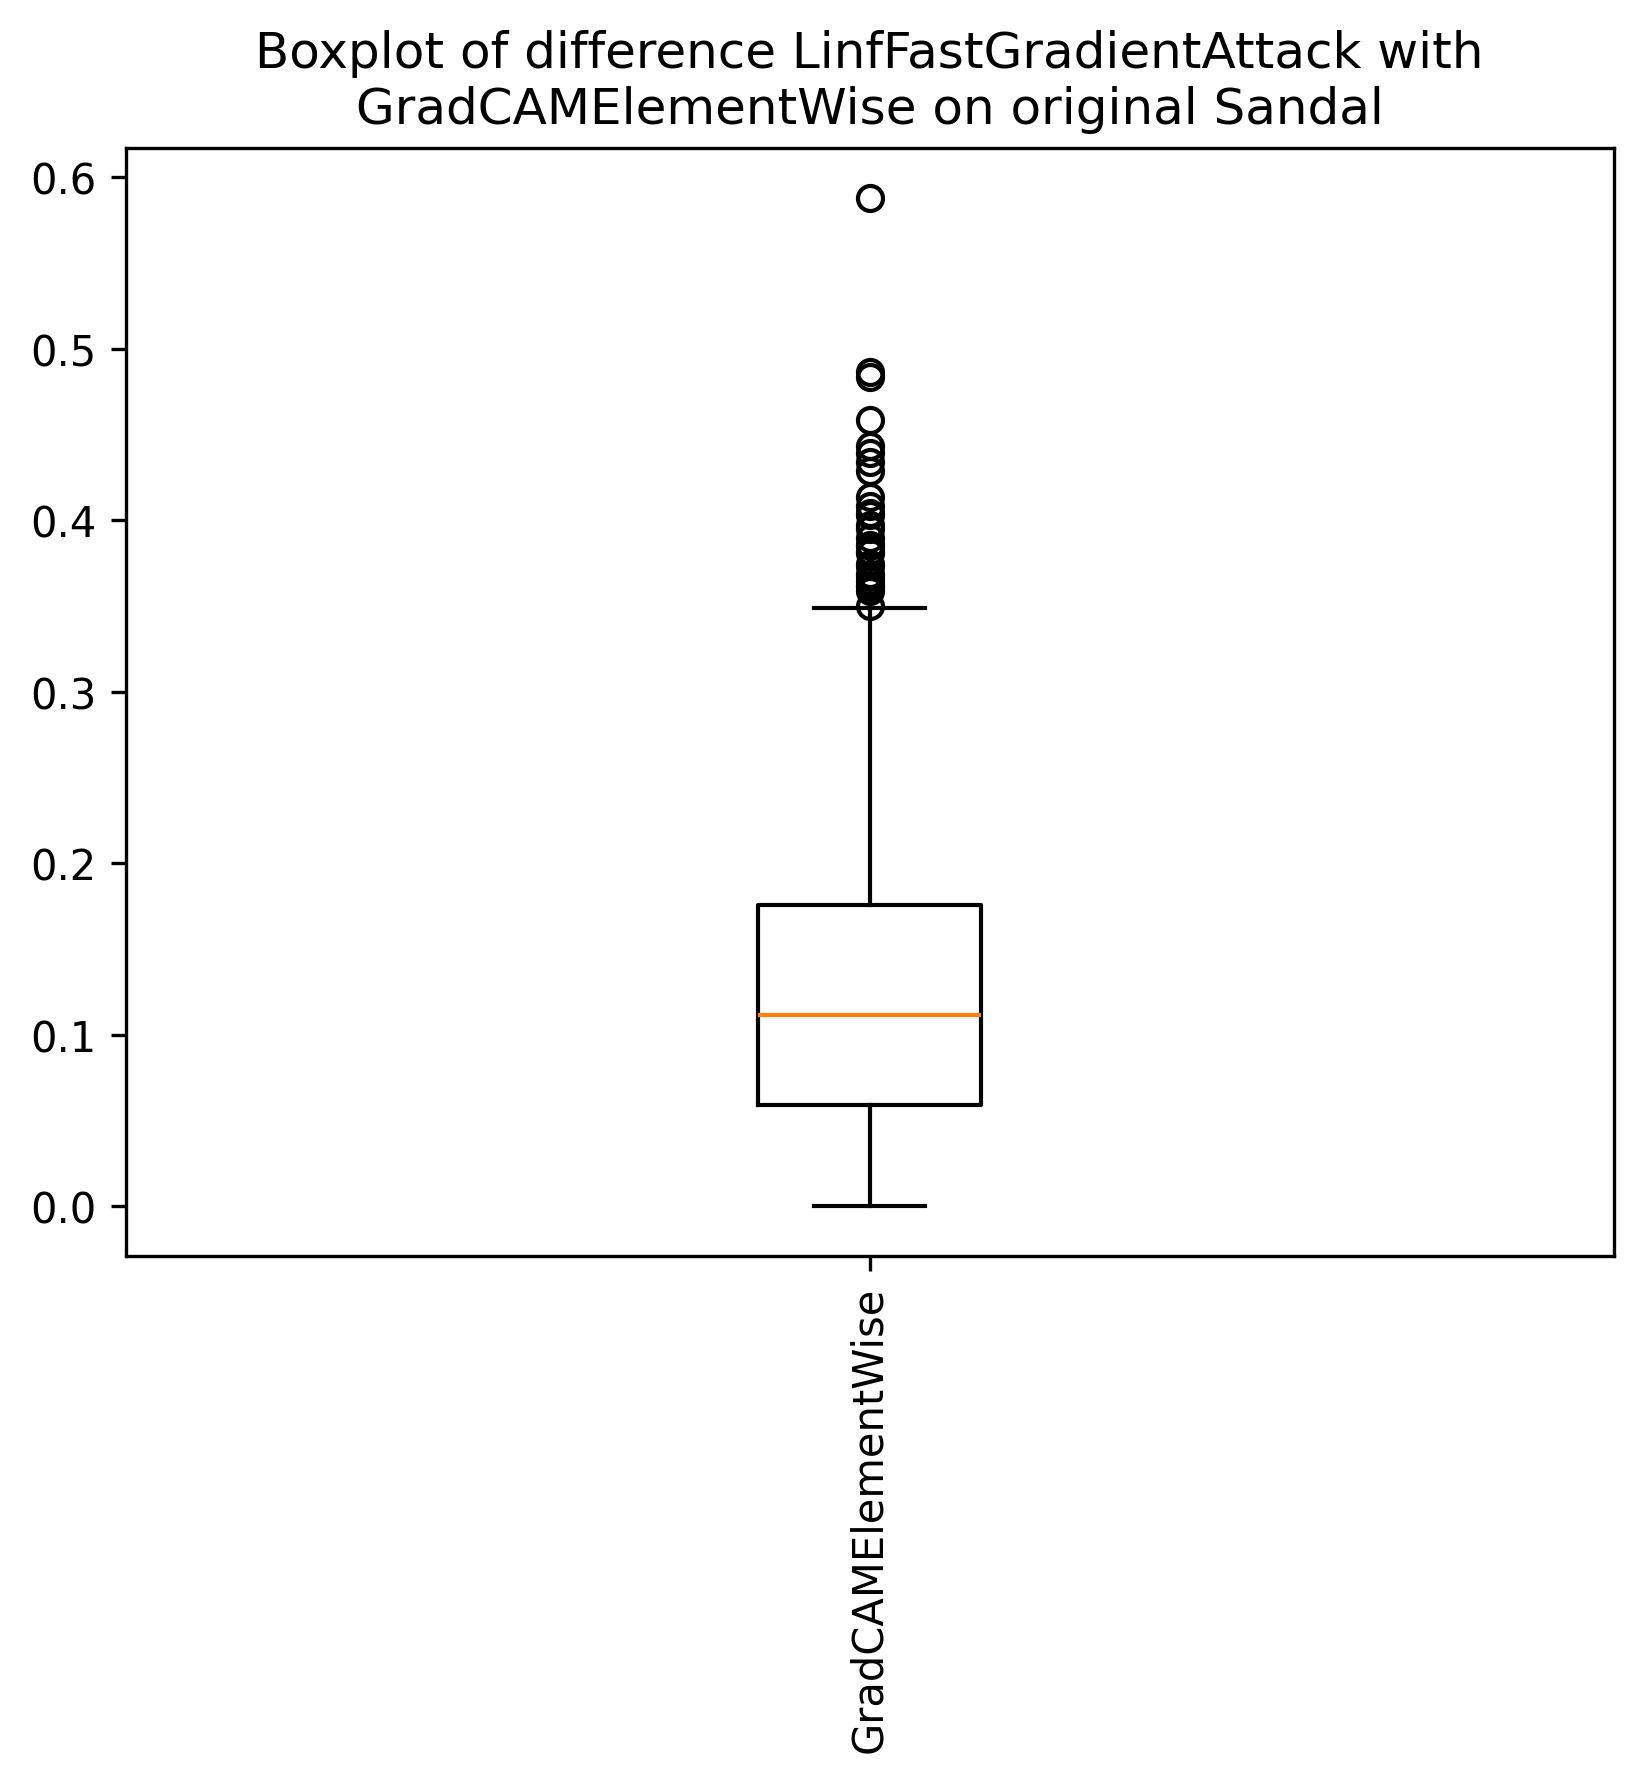 Boxplot of difference LinfFastGradientAttack with
GradCAMElementWise on original Sandal
0.6
0.5
0.4
0.3
0.2
0.1
0.0
GradCAMElementWise